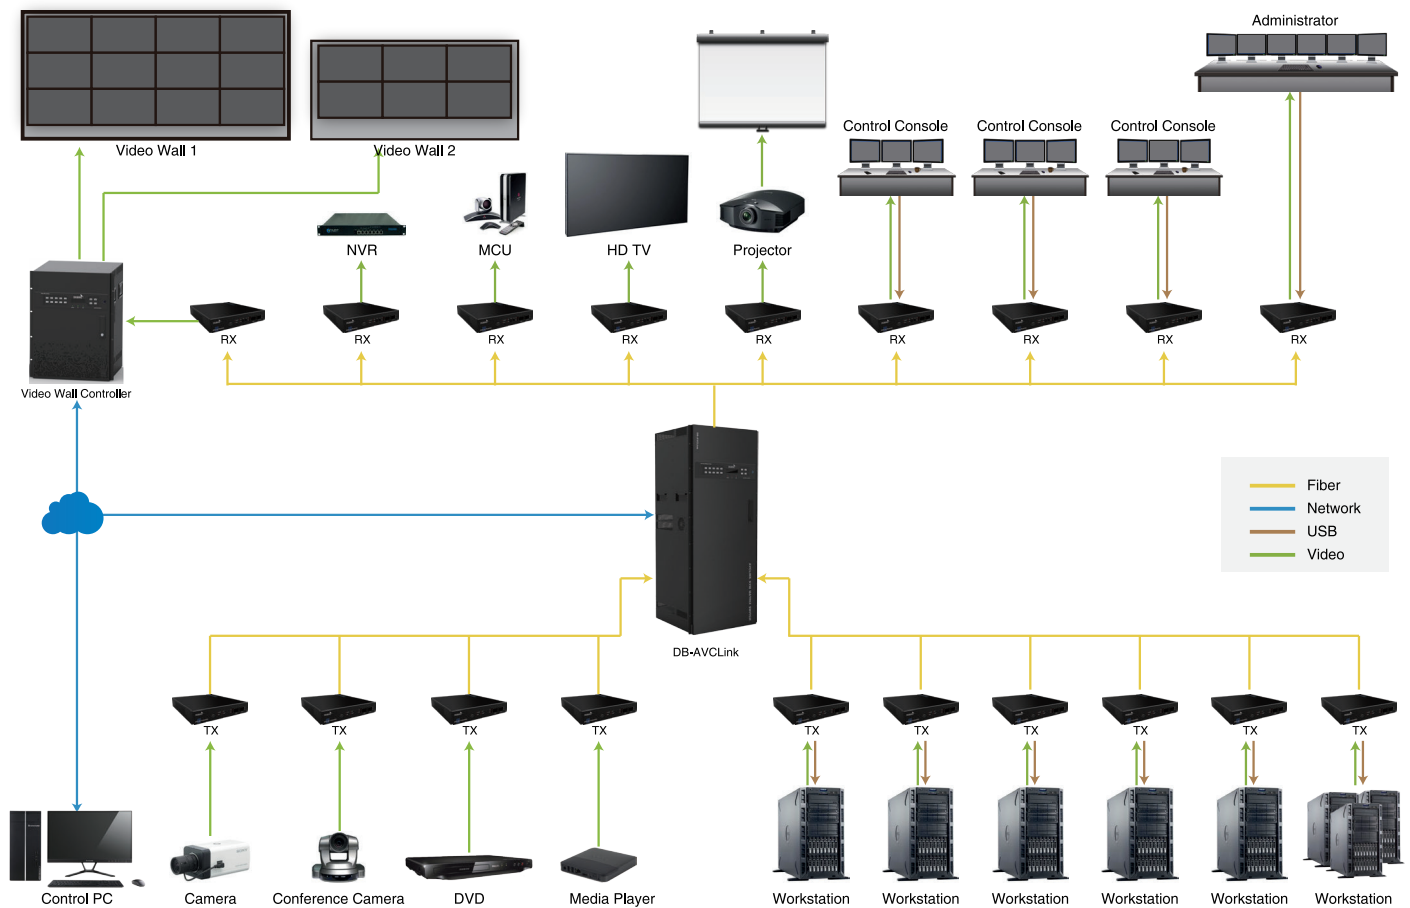 Administrator
Control Console
Control Console
Control Console
Video Wall 1
Video Wall 2
NVR
MCU
HD TV
Projector
RX
RX
RX
RX
RX
RX
RX
RX
RX
Video Wall Controller
Fiber
Network
USB
Video
DB-AVCLink
TX
TX
TX
TX
TX
TX
TX
TX
TX
TX
Control PC
Camera
Conference Camera
DVD
Media Player
Workstation
Workstation
Workstation
Workstation
Workstation
Workstation